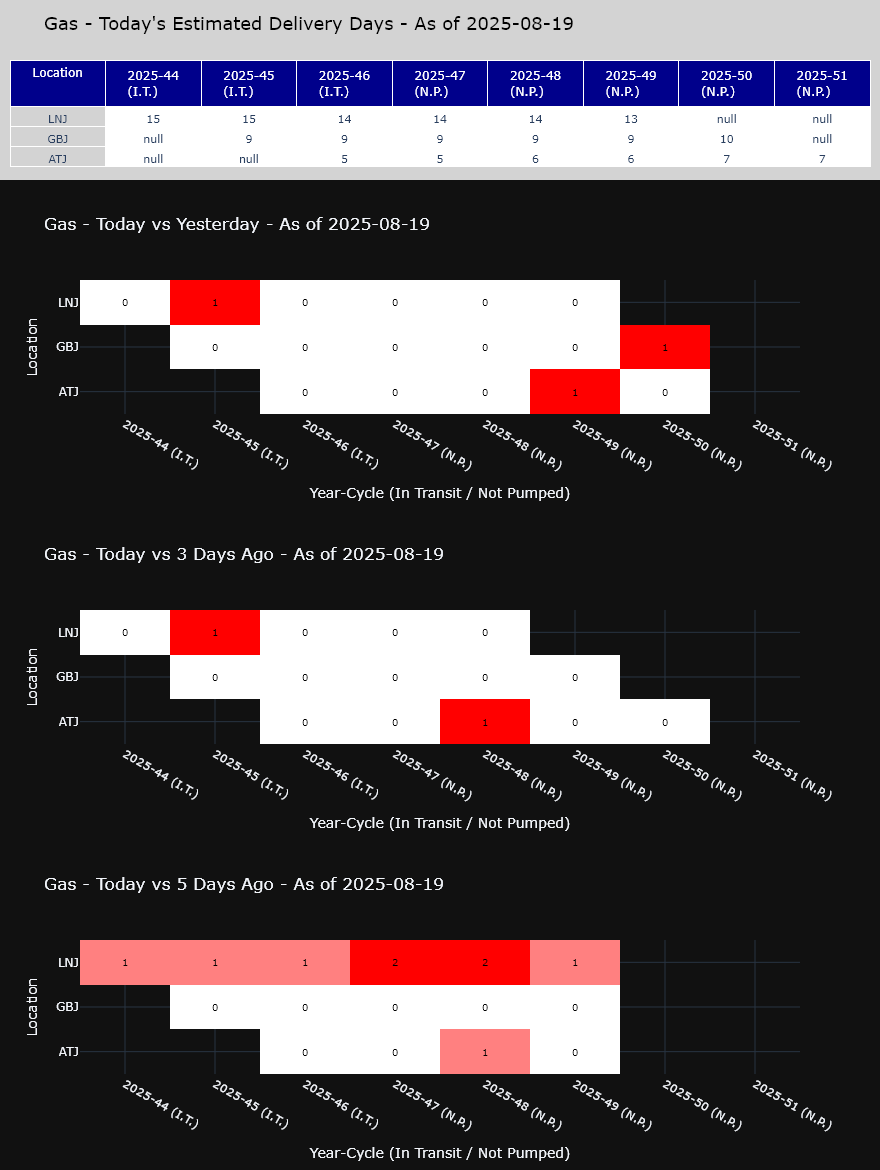 Gas - Today's Estimated Delivery Days - As of 2025-08-19
Location 2025-44 (I.T.) 2025-45 (I.T.) 2025-46 (I.T.) 2025-47 (N.P.) 2025-48 (N.P.) 2025-49 (N.P.) 2025-50 (N.P.) 2025-51 (N.P.)
LNJ 15 15 14 14 14 13 null null
GBJ null 9 9 9 9 9 10 null
ATJ null null 5 5 6 6 7 7
Gas - Today vs Yesterday - As of 2025-08-19
Location
LNJ 0 1 0 0 0 0
GBJ 0 0 0 0 0 1
ATJ 0 0 0 1 0
2025-44 (I.T.) 2025-45 (I.T.) 2025-46 (I.T.) 2025-47 (N.P.) 2025-48 (N.P.) 2025-49 (N.P.) 2025-50 (N.P.) 2025-51 (N.P.)
Year-Cycle (In Transit / Not Pumped)
Gas - Today vs 3 Days Ago - As of 2025-08-19
Location
LNJ 0 1 0 0 0
GBJ 0 0 0 0 0
ATJ 0 0 1 0 0
2025-44 (I.T.) 2025-45 (I.T.) 2025-46 (I.T.) 2025-47 (N.P.) 2025-48 (N.P.) 2025-49 (N.P.) 2025-50 (N.P.) 2025-51 (N.P.)
Year-Cycle (In Transit / Not Pumped)
Gas - Today vs 5 Days Ago - As of 2025-08-19
Location
LNJ 1 1 1 2 2 1
GBJ 0 0 0 0 0
ATJ 0 0 1 0
2025-44 (I.T.) 2025-45 (I.T.) 2025-46 (I.T.) 2025-47 (N.P.) 2025-48 (N.P.) 2025-49 (N.P.) 2025-50 (N.P.) 2025-51 (N.P.)
Year-Cycle (In Transit / Not Pumped)